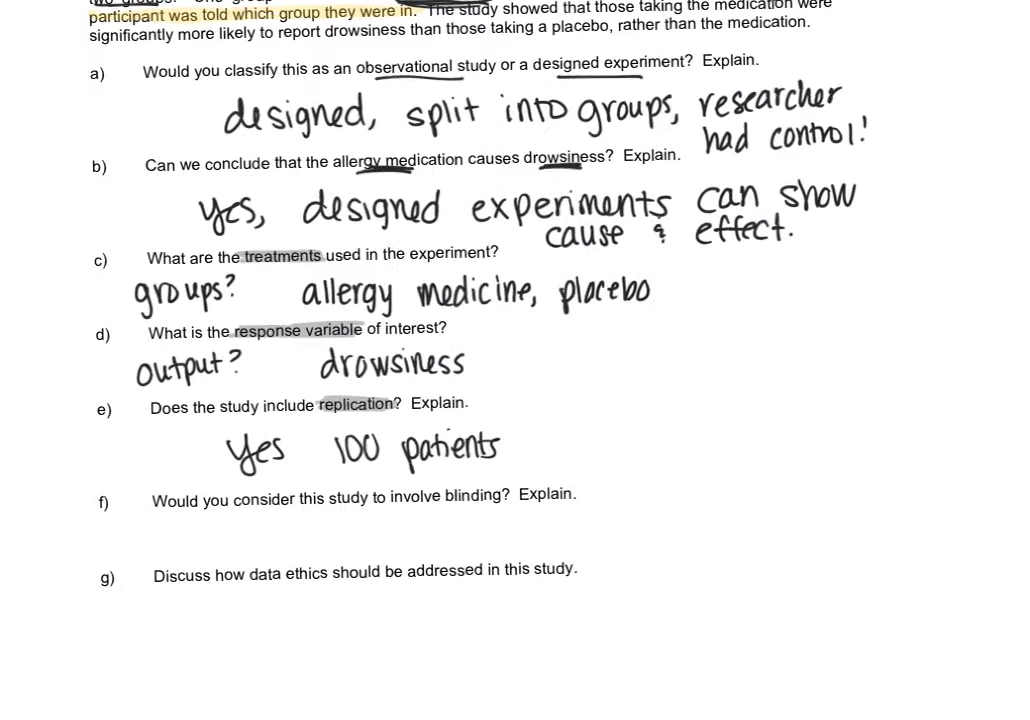 participant was told which group they were in. The study showed that those taking the medication were
significantly more likely to report drowsiness than those taking a placebo, rather than the medication.
a) Would you classify this as an observational study or a designed experiment? Explain.
designed, split into groups, researcher
had control!
b) Can we conclude that the allergy medication causes drowsiness? Explain.
yes, designed experiments can show
cause & effect.
c) What are the treatments used in the experiment?
groups? allergy medicine, placebo
d) What is the response variable of interest?
output? drowsiness
e) Does the study include replication? Explain.
Yes 100 patients
f) Would you consider this study to involve blinding? Explain.
g) Discuss how data ethics should be addressed in this study.